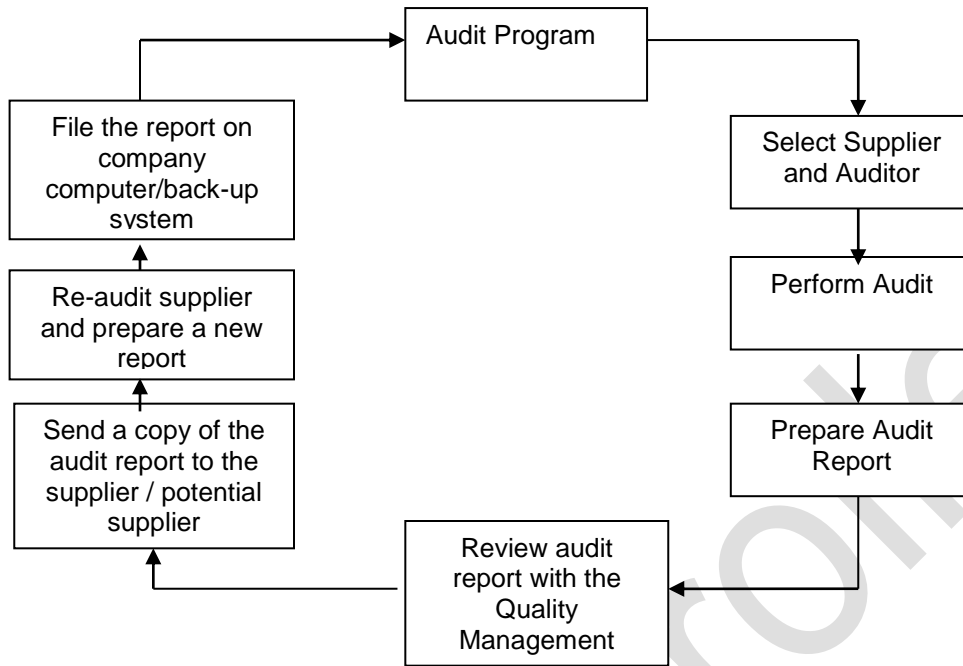 Audit Program
Select Supplier
and Auditor
Perform Audit
Prepare Audit
Report
Review audit
report with the
Quality
Management
Send a copy of the
audit report to the
supplier / potential
supplier
Re-audit supplier
and prepare a new
report
File the report on
company
computer/back-up
system